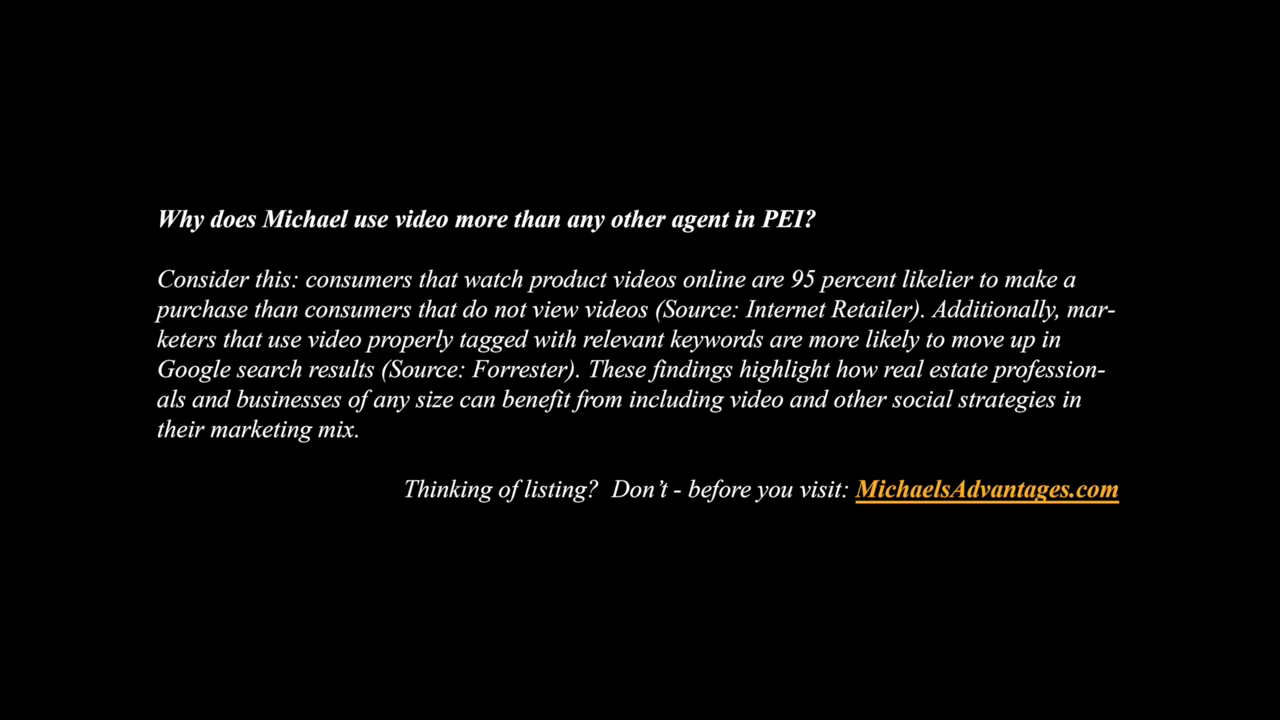 Why does Michael use video more than any other agent in PEI?
Consider this: consumers that watch product videos online are 95 percent likelier to make a
purchase than consumers that do not view videos (Source: Internet Retailer). Additionally, mar-
keters that use video properly tagged with relevant keywords are more likely to move up in
Google search results (Source: Forrester). These findings highlight how real estate profession-
als and businesses of any size can benefit from including video and other social strategies in
their marketing mix.
Thinking of listing?  Don’t - before you visit: MichaelsAdvantages.com